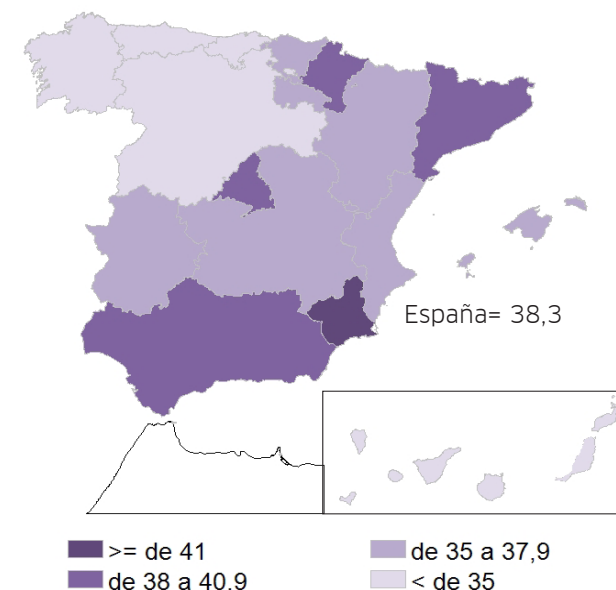 España= 38,3
>= de 41
de 35 a 37,9
de 38 a 40,9
< de 35